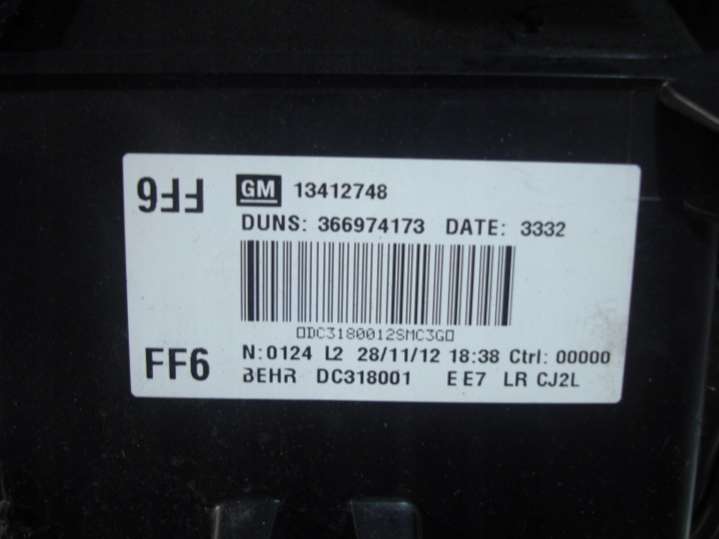 FF6
GM 13412748
DUNS: 366974173 DATE: 3332
▯DC3180012SMC3G▯
FF6
N:0124 L2 28/11/12 18:38 Ctrl: 00000
BEHR DC318001 E E7 LR CJ2L